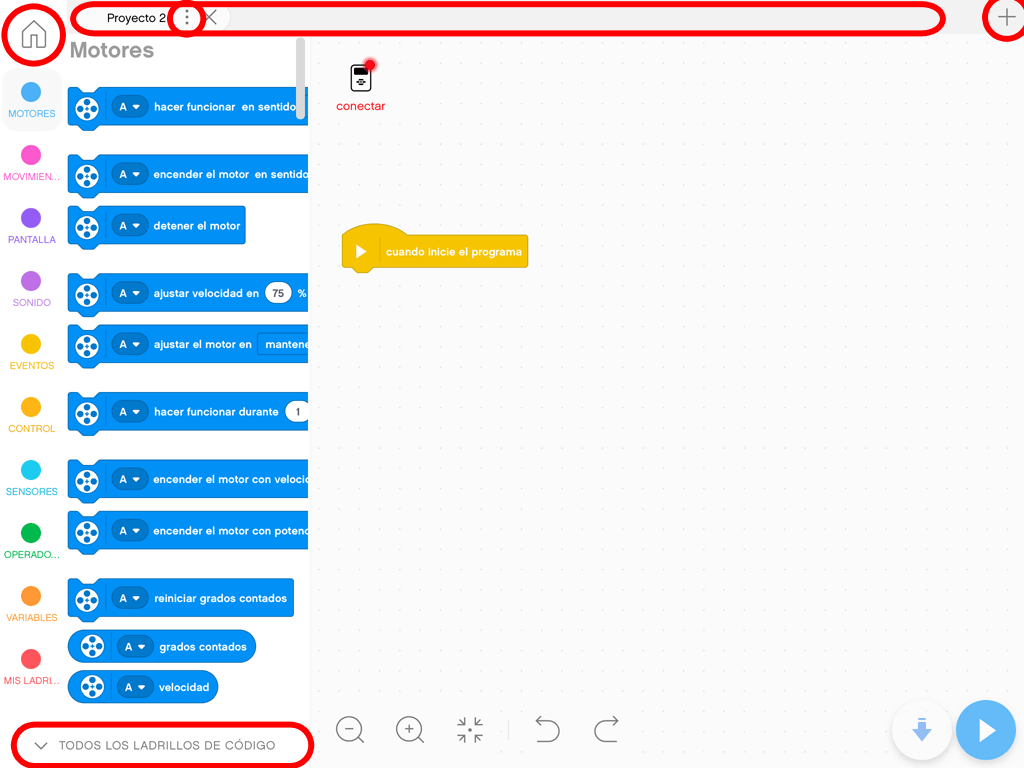 Proyecto 2
Motores
MOTORES
MOVIMIEN...
PANTALLA
SONIDO
EVENTOS
CONTROL
SENSORES
OPERADO...
VARIABLES
MIS LADRI...
A hacer funcionar en sentido
A encender el motor en sentido
A detener el motor
A ajustar velocidad en 75 %
A ajustar el motor en mantene
A hacer funcionar durante 1
A encender el motor con velocid
A encender el motor con potenc
A reiniciar grados contados
A grados contados
A velocidad
TODOS LOS LADRILLOS DE CÓDIGO
conectar
cuando inicie el programa